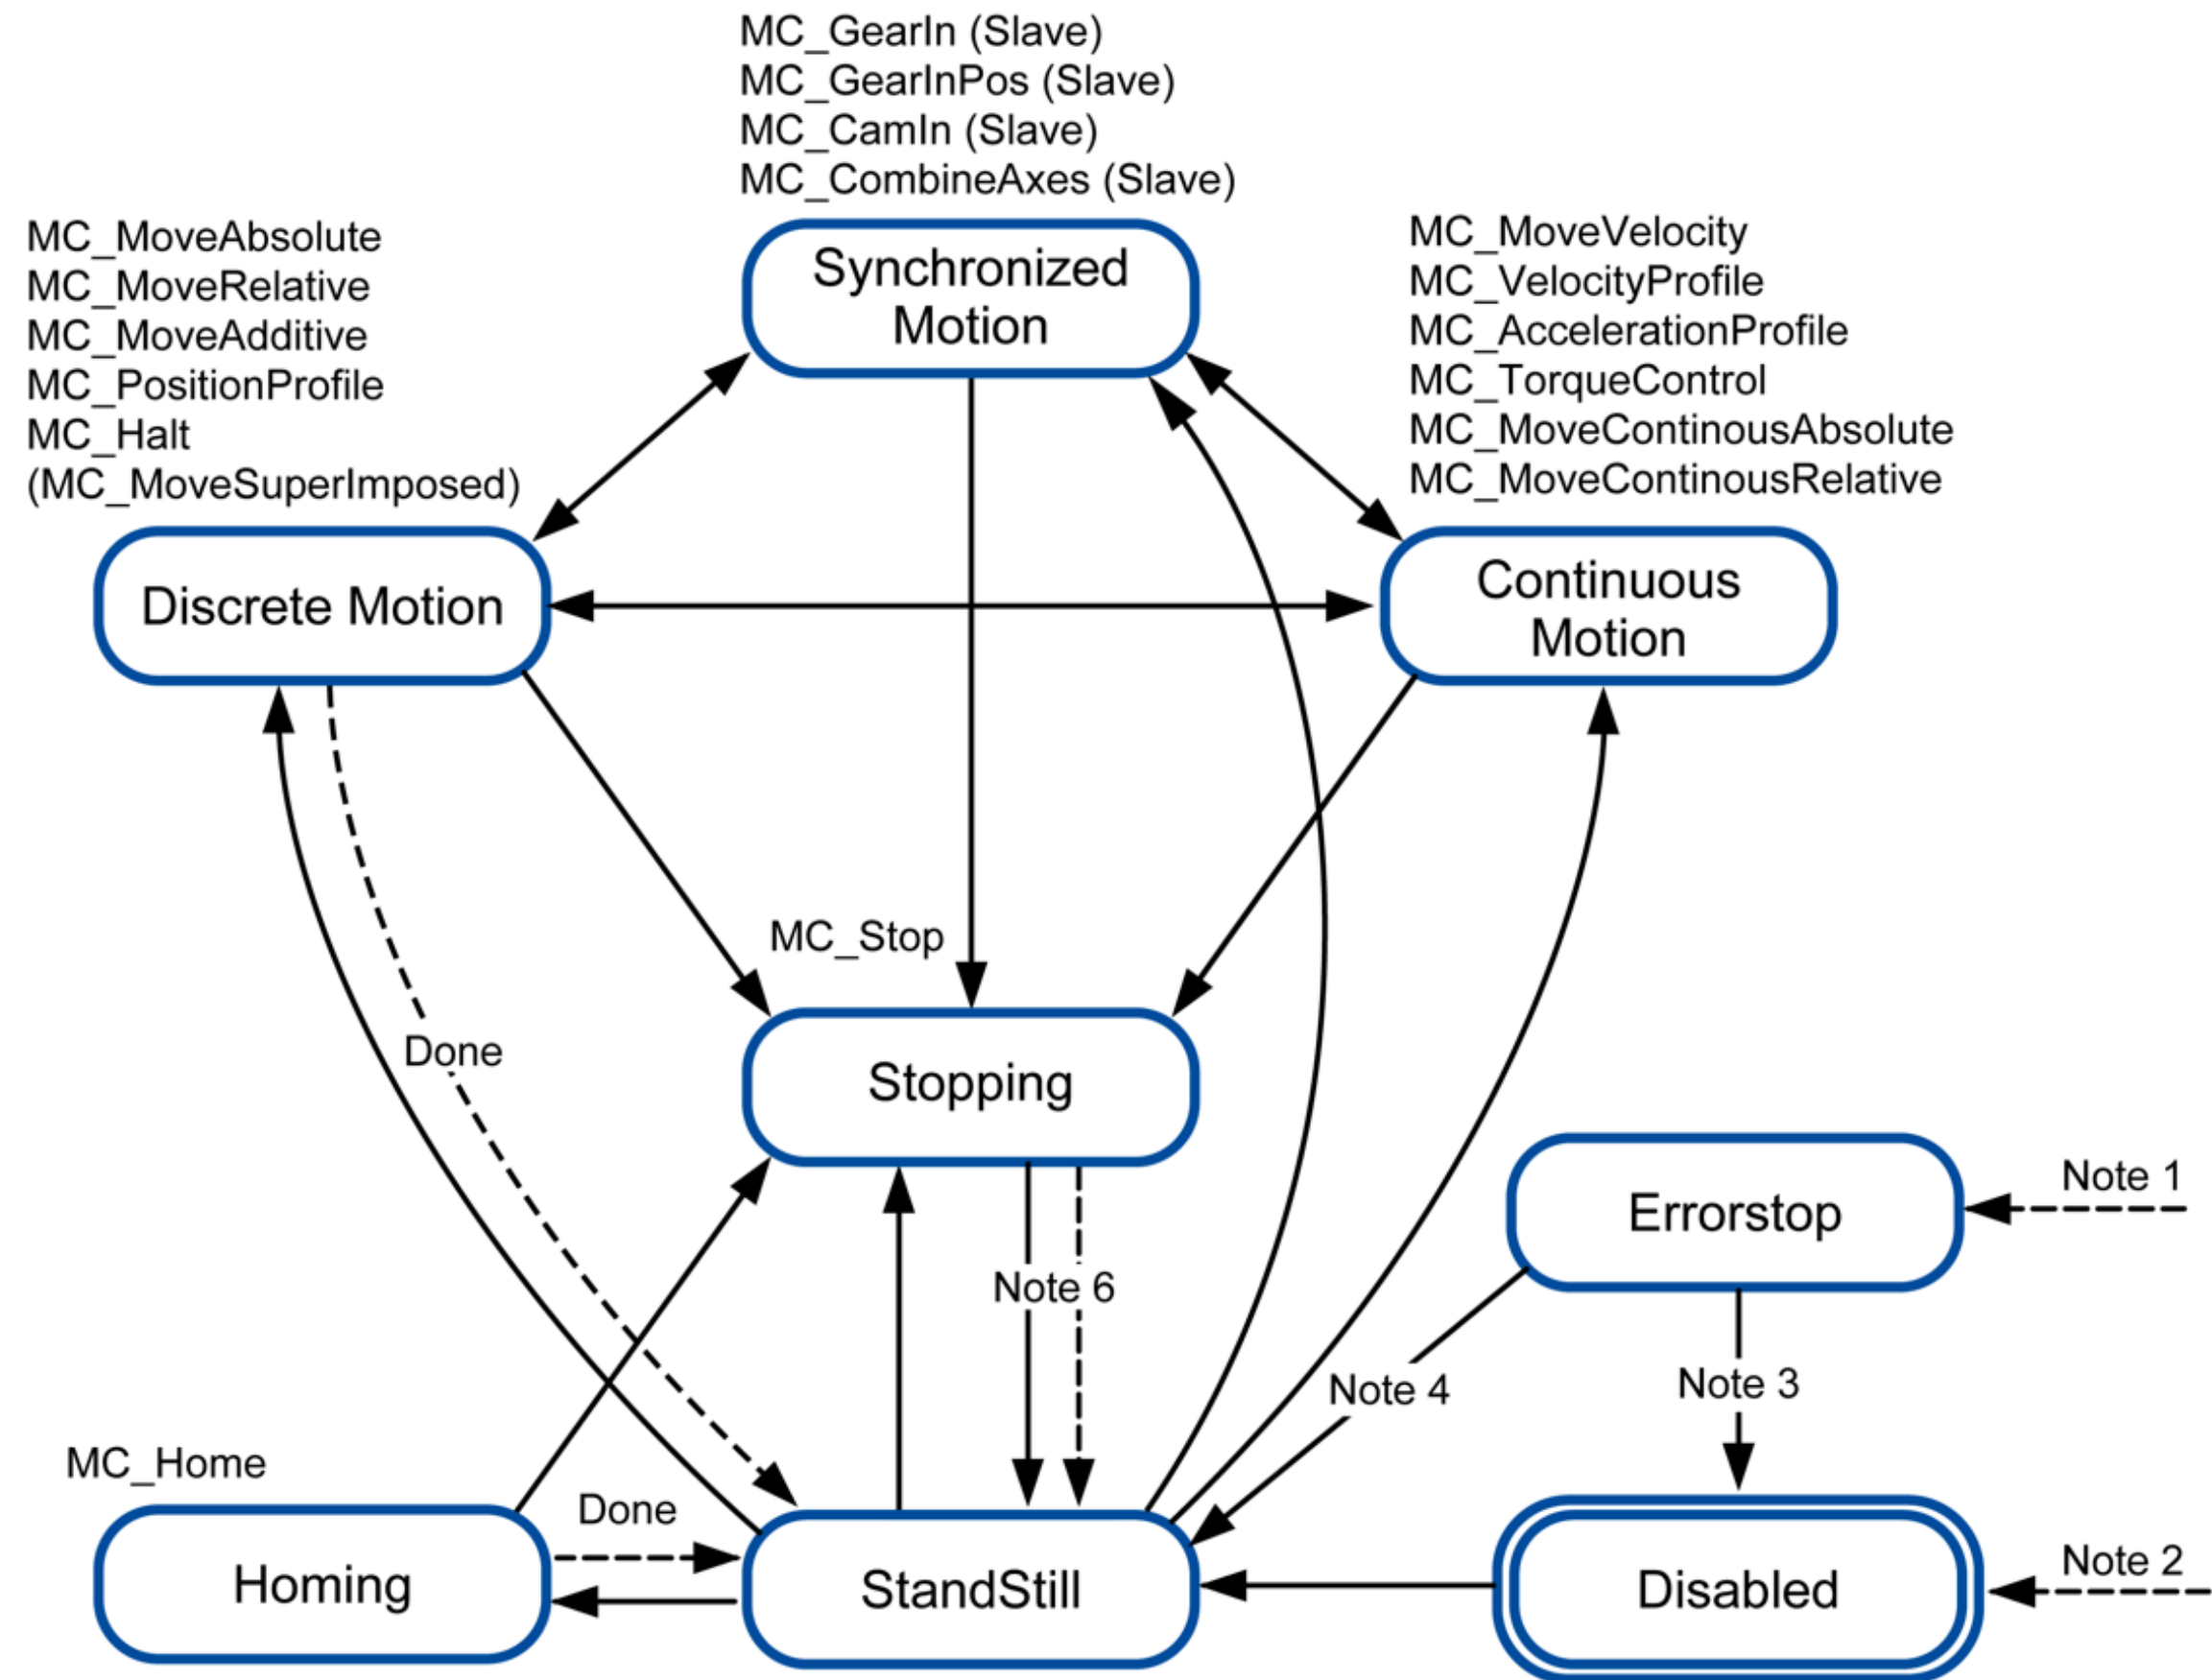 MC_GearIn (Slave)
MC_GearInPos (Slave)
MC_CamIn (Slave)
MC_CombineAxes (Slave)
MC_MoveAbsolute
MC_MoveRelative
MC_MoveAdditive
MC_PositionProfile
MC_Halt
(MC_MoveSuperImposed)
Synchronized
Motion
MC_MoveVelocity
MC_VelocityProfile
MC_AccelerationProfile
MC_TorqueControl
MC_MoveContinousAbsolute
MC_MoveContinousRelative
Discrete Motion
Continuous
Motion
MC_Stop
Done
Stopping
Errorstop
Note 1
Note 6
Note 4
Note 3
MC_Home
Done
Homing
StandStill
Disabled
Note 2